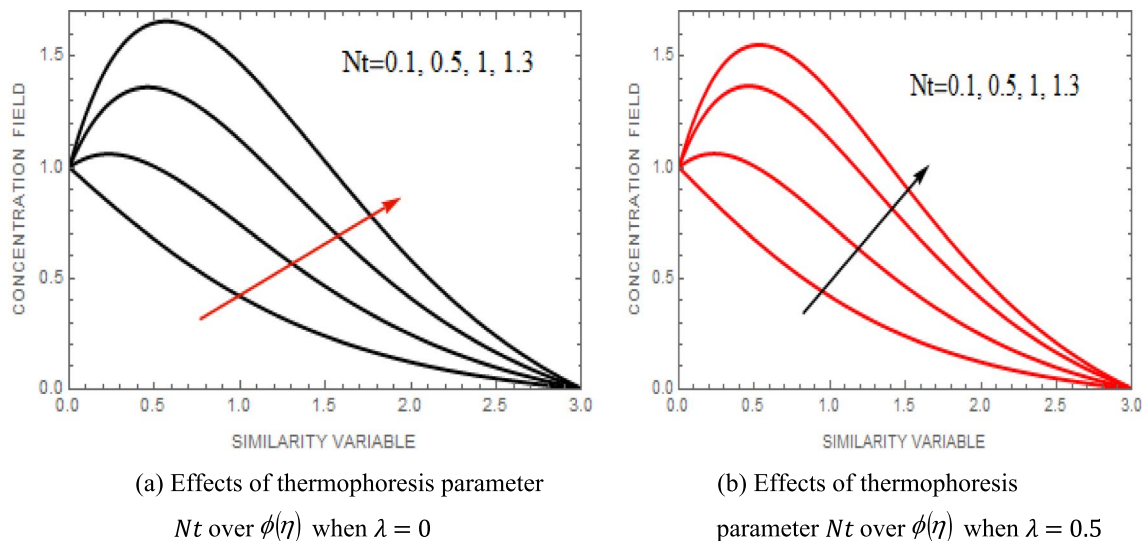 Nt=0.1, 0.5, 1, 1.3
CONCENTRATION FIELD
1.5
1.0
0.5
0.0
0.0 0.5 1.0 1.5 2.0 2.5 3.0
SIMILARITY VARIABLE
(a) Effects of thermophoresis parameter
Nt over ϕ(η) when λ = 0
Nt=0.1, 0.5, 1, 1.3
CONCENTRATION FIELD
1.5
1.0
0.5
0.0
0.0 0.5 1.0 1.5 2.0 2.5 3.0
SIMILARITY VARIABLE
(b) Effects of thermophoresis
parameter Nt over ϕ(η) when λ = 0.5